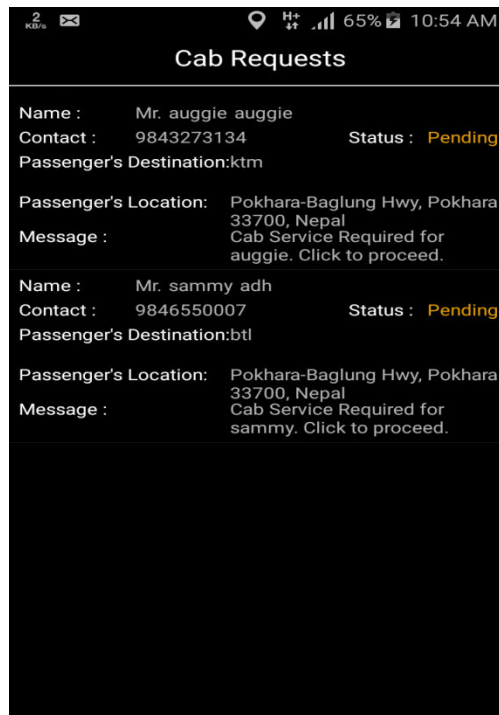 2
KB/s H+ 65% 10:54 AM
Cab Requests
Name : Mr. auggie auggie
Contact : 9843273134 Status : Pending
Passenger's Destination:ktm
Passenger's Location: Pokhara-Baglung Hwy, Pokhara
33700, Nepal
Message : Cab Service Required for
auggie. Click to proceed.
Name : Mr. sammy adh
Contact : 9846550007 Status : Pending
Passenger's Destination:btl
Passenger's Location: Pokhara-Baglung Hwy, Pokhara
33700, Nepal
Message : Cab Service Required for
sammy. Click to proceed.